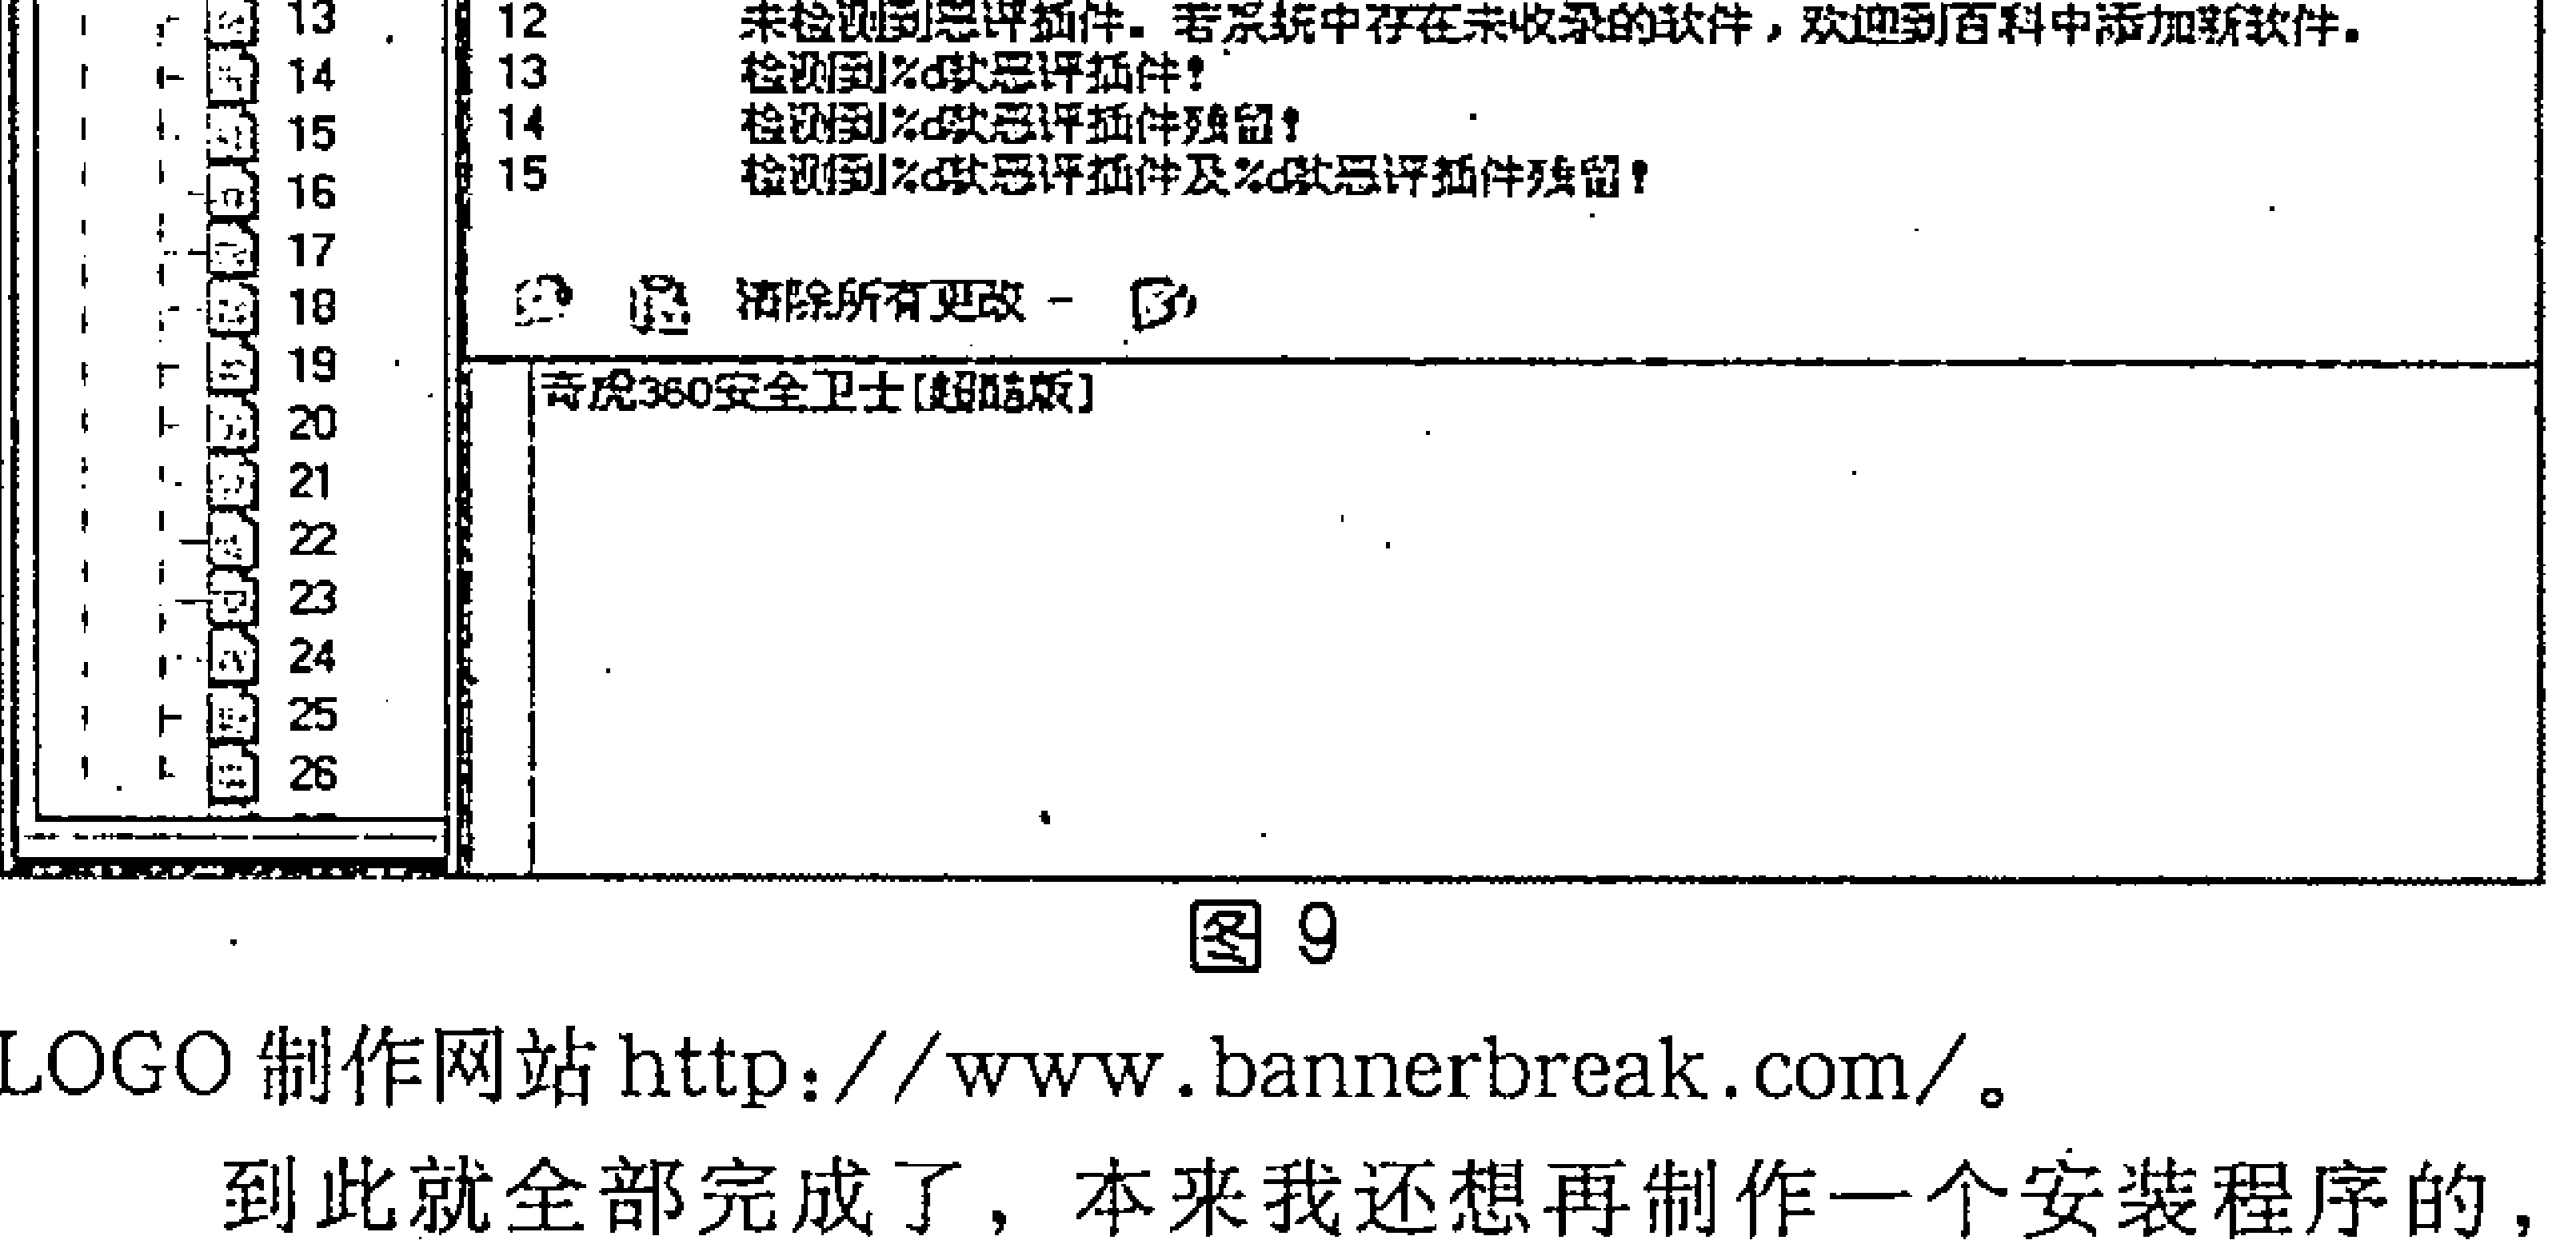 13
14
15
16
17
18
19
20
21
22
23
24
25
26
12 未检测到恶评插件。若系统中存在未收录的软件，欢迎到百科中添加新软件。
13 检测到%d款恶评插件！
14 检测到%d款恶评插件残留！
15 检测到%d款恶评插件及%d款恶评插件残留！
清除所有更改 -
奇虎360安全卫士[超酷版]
图 9
LOGO 制作网站 http://www.bannerbreak.com/。
到此就全部完成了，本来我还想再制作一个安装程序的，